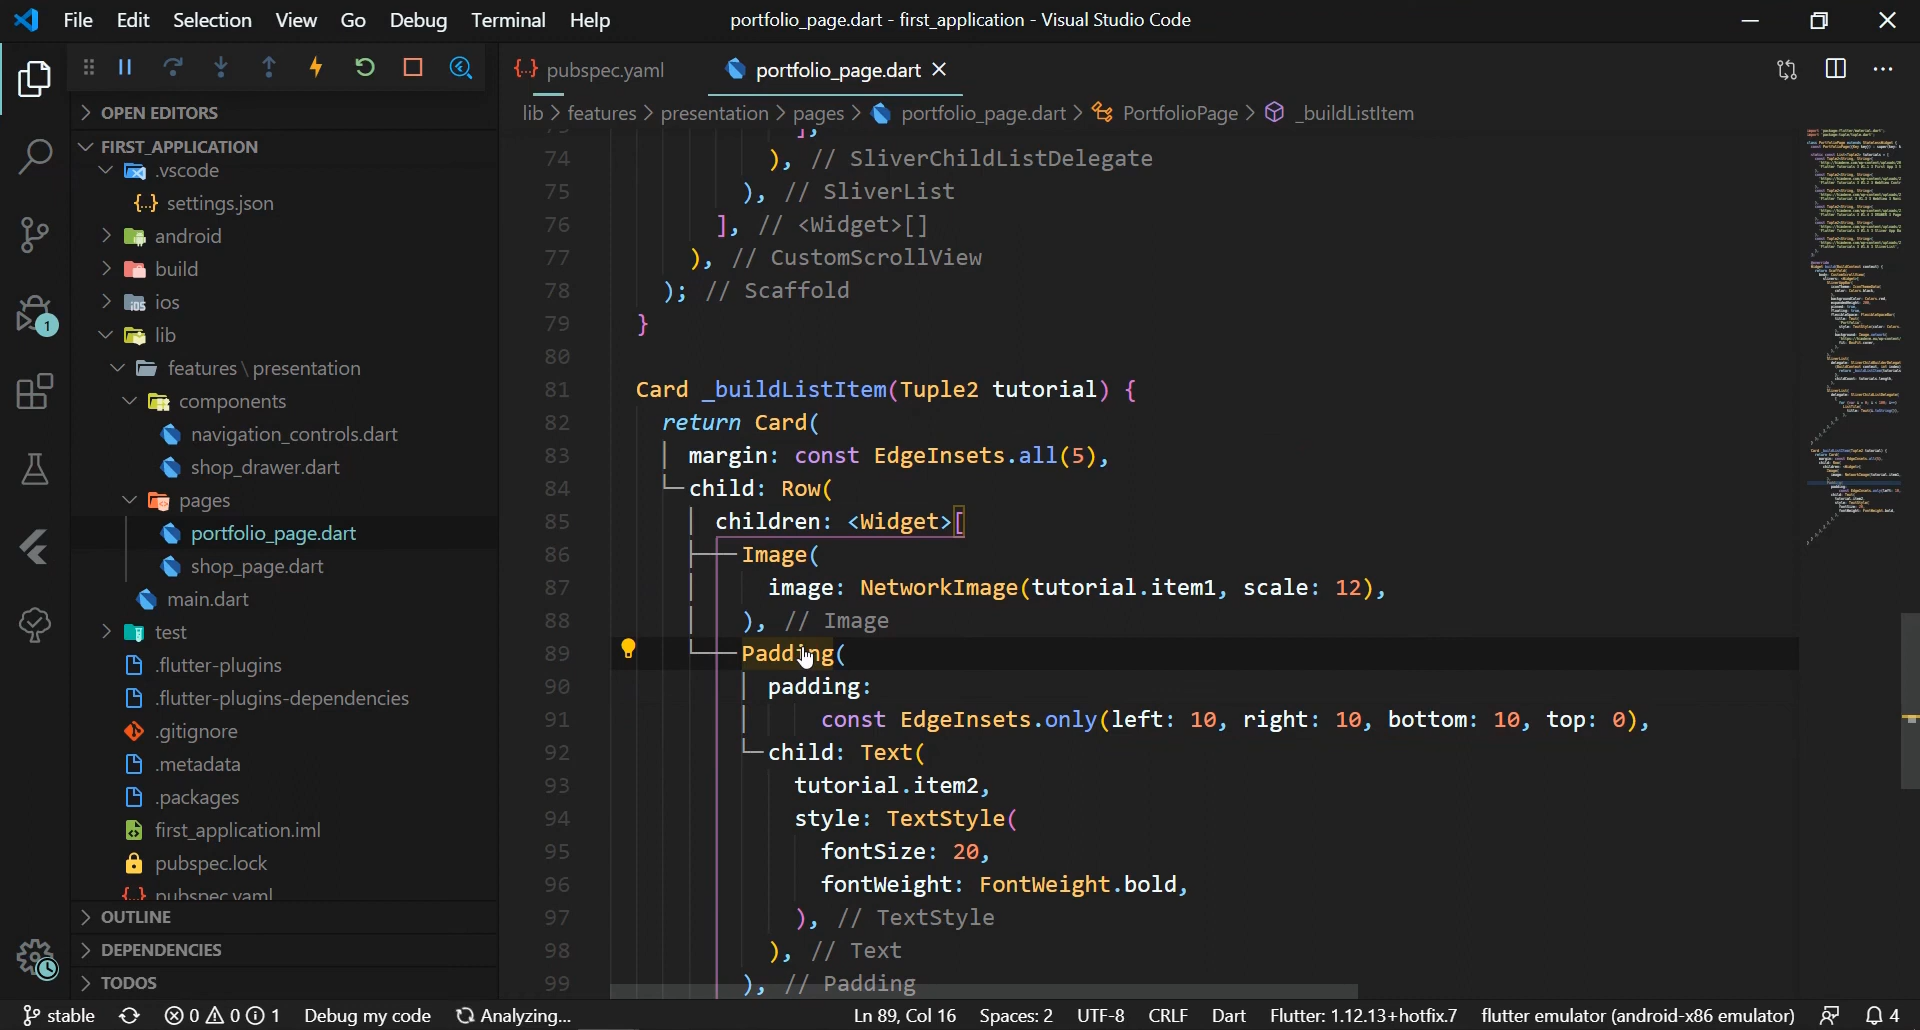 File Edit Selection View Go Debug Terminal Help
portfolio_page.dart - first_application - Visual Studio Code
pubspec.yaml
portfolio_page.dart
lib > features > presentation > pages > portfolio_page.dart > PortfolioPage > _buildListItem
OPEN EDITORS
FIRST_APPLICATION
.vscode
settings.json
android
build
ios
lib
features \ presentation
components
navigation_controls.dart
shop_drawer.dart
pages
portfolio_page.dart
shop_page.dart
main.dart
test
.flutter-plugins
.flutter-plugins-dependencies
.gitignore
.metadata
.packages
first_application.iml
pubspec.lock
pubspec.yaml
OUTLINE
DEPENDENCIES
TODOS
1
74 ), // SliverChildListDelegate
75 ), // SliverList
76 ], // <Widget>[]
77 ), // CustomScrollView
78 ); // Scaffold
79 }
80
81 Card _buildListItem(Tuple2 tutorial) {
82 return Card(
83 margin: const EdgeInsets.all(5),
84 child: Row(
85 children: <Widget>[
86 Image(
87 image: NetworkImage(tutorial.item1, scale: 12),
88 ), // Image
89 Padding(
90 padding:
91 const EdgeInsets.only(left: 10, right: 10, bottom: 10, top: 0),
92 child: Text(
93 tutorial.item2,
94 style: TextStyle(
95 fontSize: 20,
96 fontWeight: FontWeight.bold,
97 ), // TextStyle
98 ), // Text
99 ), // Padding
stable 0 0 1 Debug my code Analyzing... Ln 89, Col 16 Spaces: 2 UTF-8 CRLF Dart Flutter: 1.12.13+hotfix.7 flutter emulator (android-x86 emulator) 4